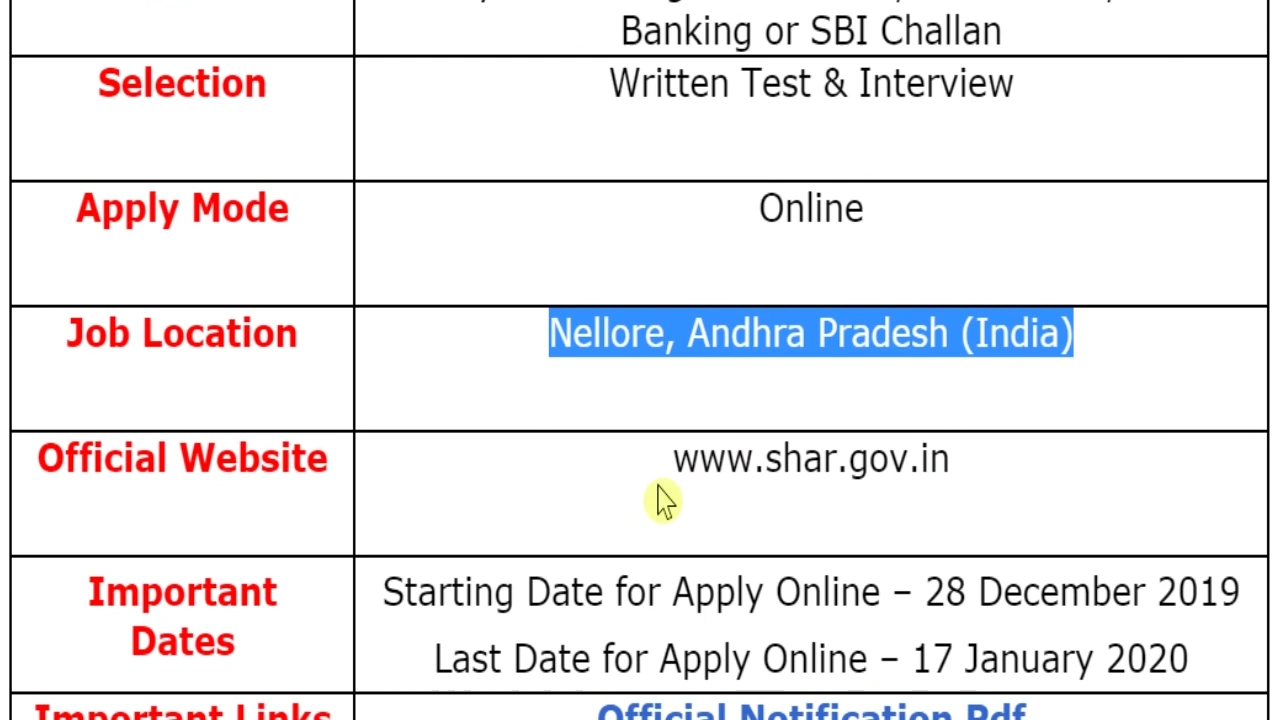 Banking or SBI Challan
Selection
Written Test & Interview
Apply Mode
Online
Job Location
Nellore, Andhra Pradesh (India)
Official Website
www.shar.gov.in
Important
Dates
Starting Date for Apply Online – 28 December 2019
Last Date for Apply Online – 17 January 2020
Important Links
Official Notification Pdf